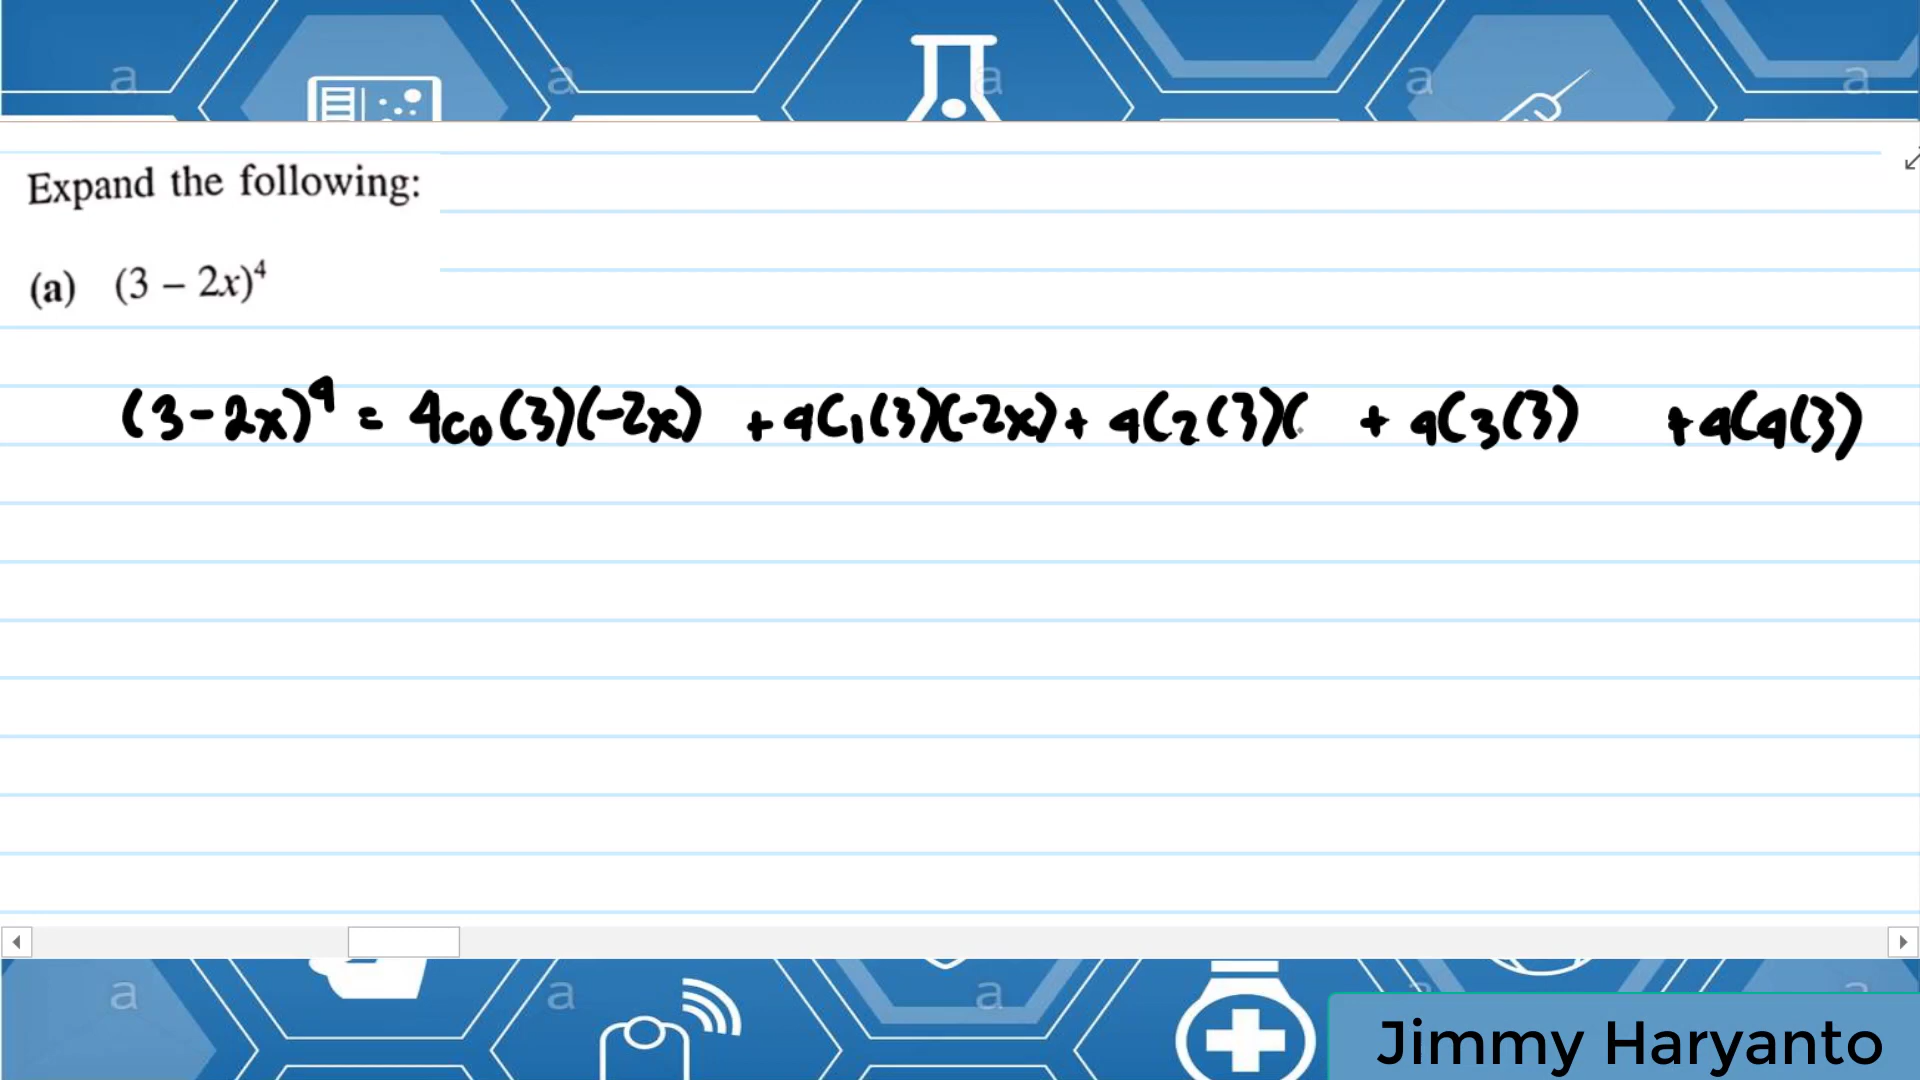 Expand the following:
(a) (3 – 2x)⁴
(3-2x)⁴ = 4C0(3)(-2x) + 4C1(3)(-2x) + 4C2(3)( + 4C3(3) + 4C4(3)
a a a a a
a a a a a
Jimmy Haryanto